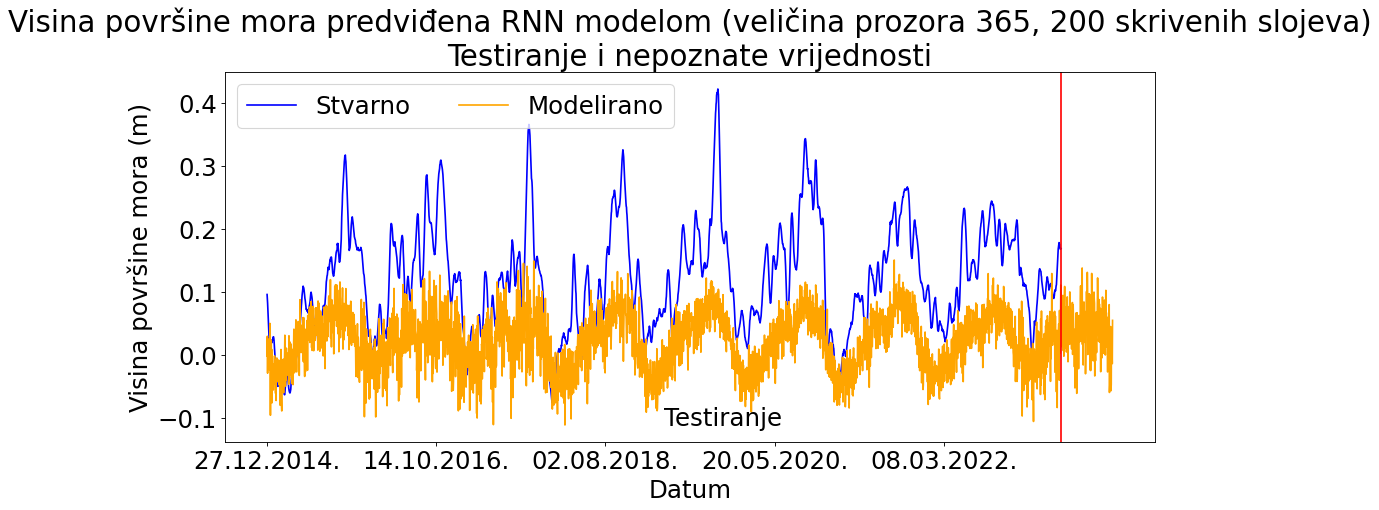 Visina površine mora predviđena RNN modelom (veličina prozora 365, 200 skrivenih slojeva)
Testiranje i nepoznate vrijednosti
Stvarno Modelirano
Visina površine mora (m)
0.4
0.3
0.2
0.1
0.0
−0.1
Testiranje
27.12.2014. 14.10.2016. 02.08.2018. 20.05.2020. 08.03.2022.
Datum